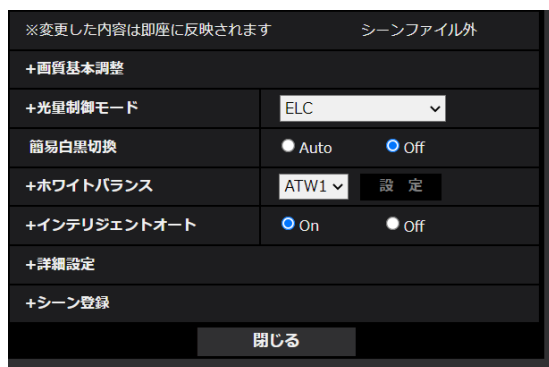 ※変更した内容は即座に反映されます シーンファイル外
+画質基本調整
+光量制御モード ELC
簡易白黒切換 Auto Off
+ホワイトバランス ATW1 設 定
+インテリジェントオート On Off
+詳細設定
+シーン登録
閉じる